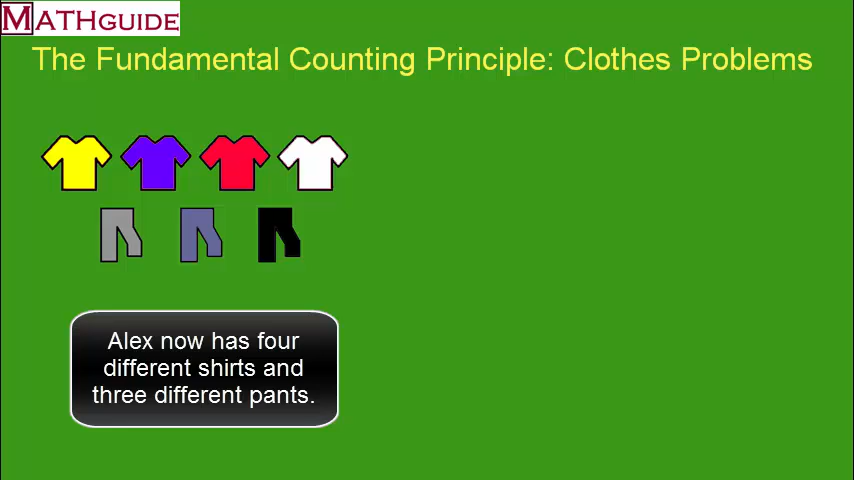 MATHGUIDE
The Fundamental Counting Principle: Clothes Problems
Alex now has four
different shirts and
three different pants.